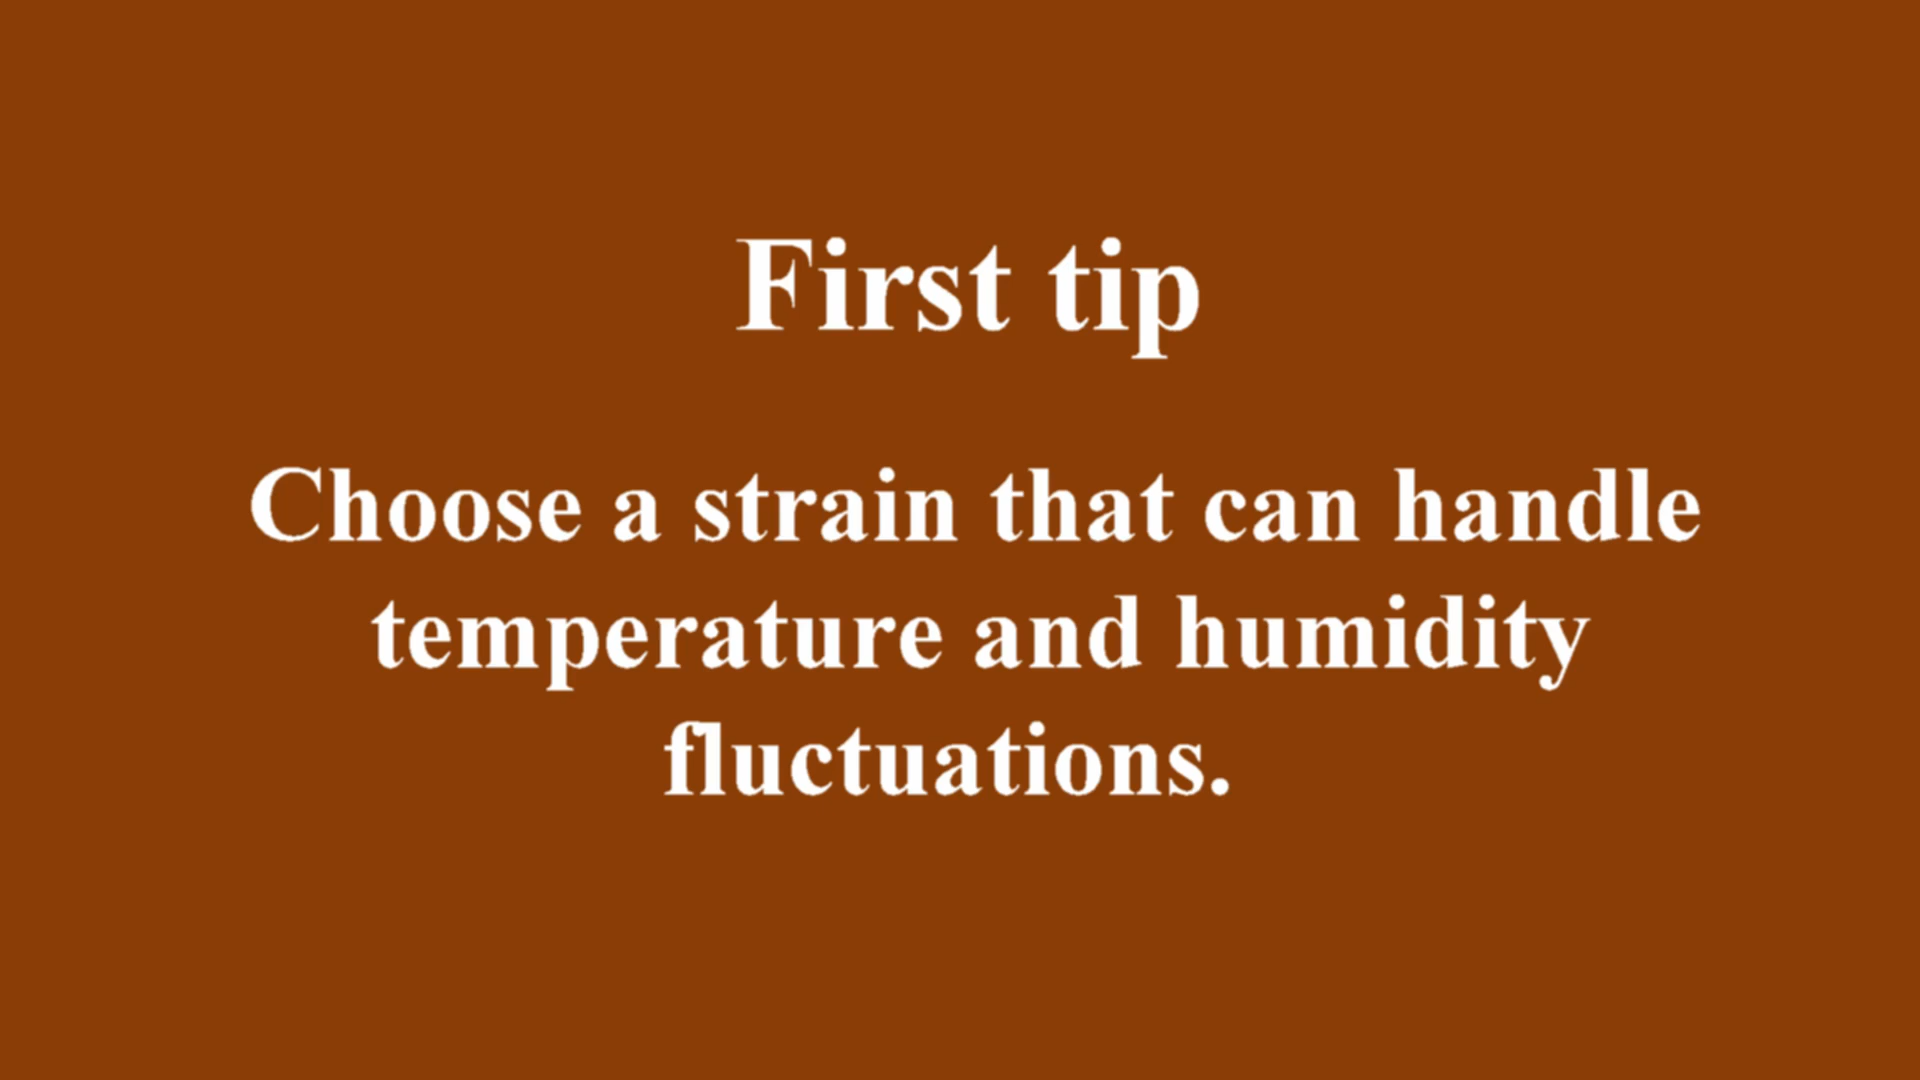 First tip
Choose a strain that can handle
temperature and humidity
fluctuations.